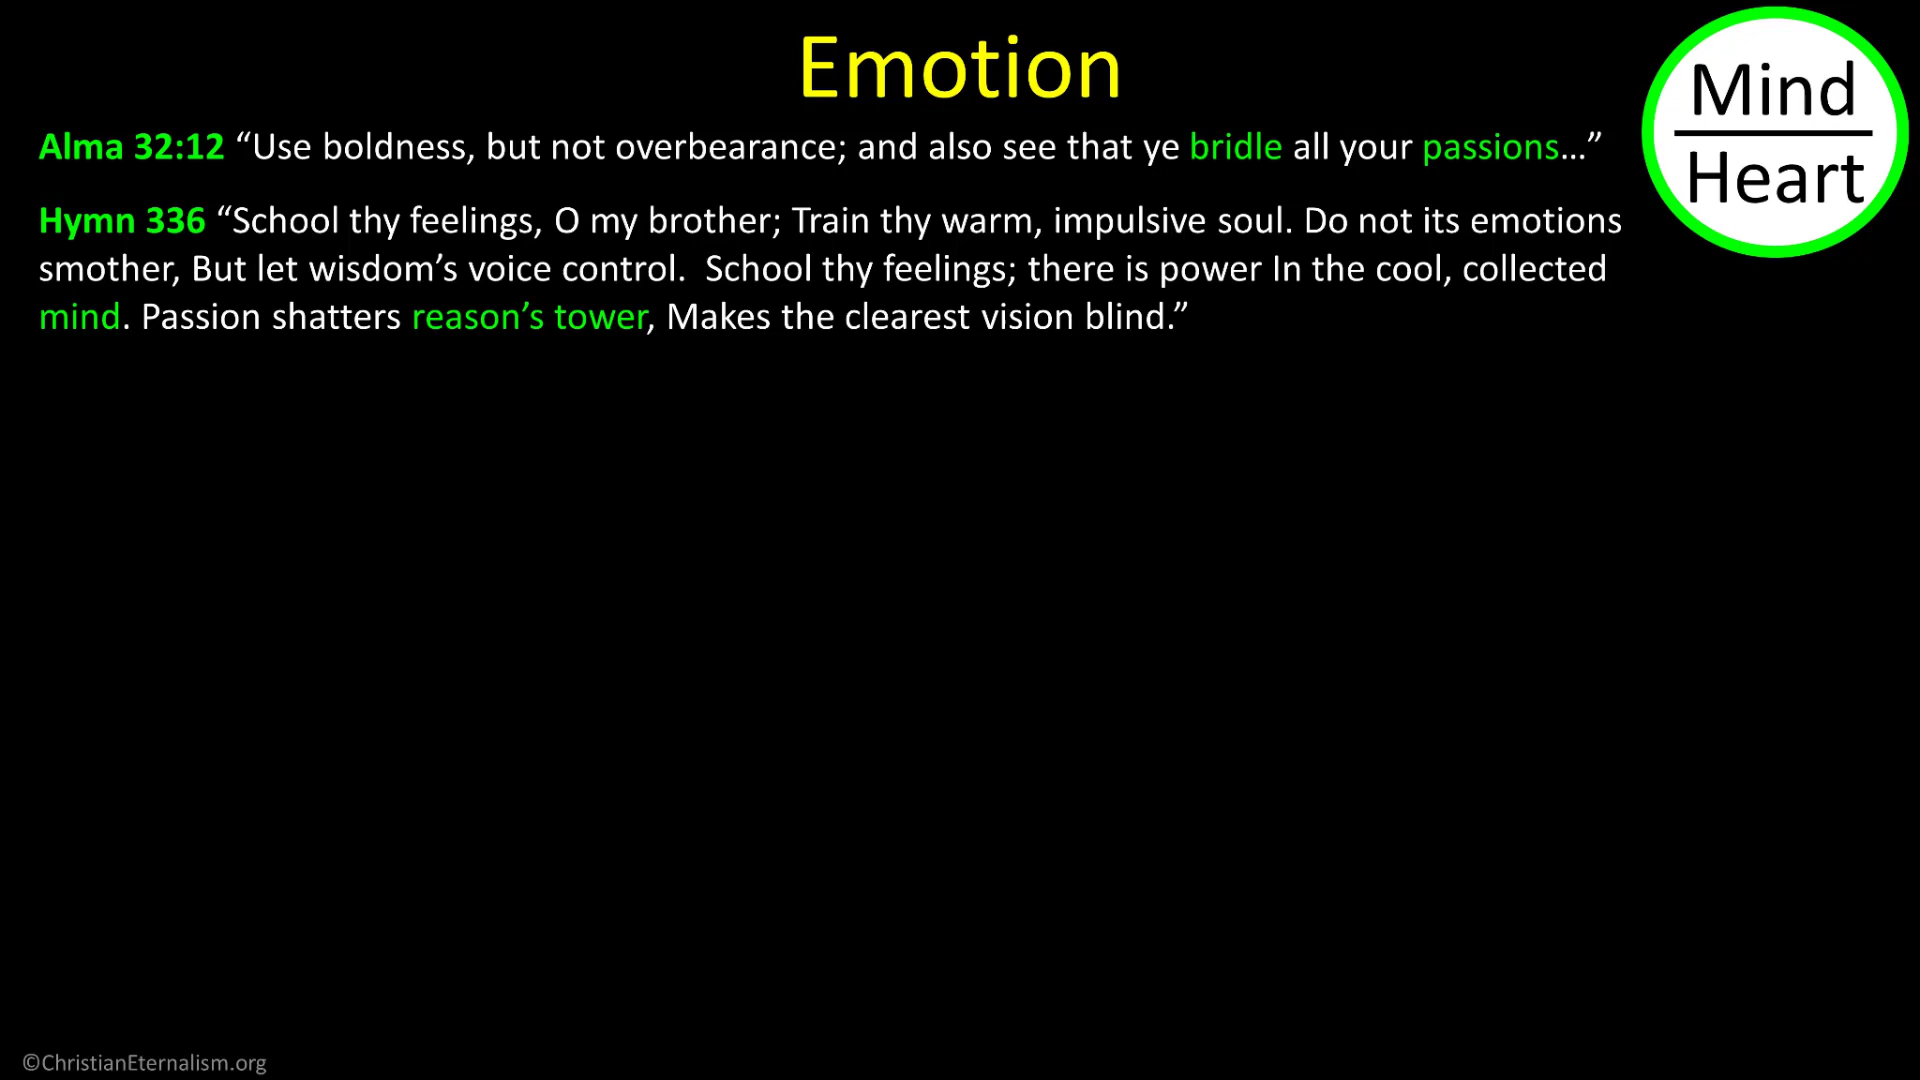 Emotion
Mind
Heart
Alma 32:12 “Use boldness, but not overbearance; and also see that ye bridle all your passions…”
Hymn 336 “School thy feelings, O my brother; Train thy warm, impulsive soul. Do not its emotions
smother, But let wisdom’s voice control.  School thy feelings; there is power In the cool, collected
mind. Passion shatters reason’s tower, Makes the clearest vision blind.”
©ChristianEternalism.org